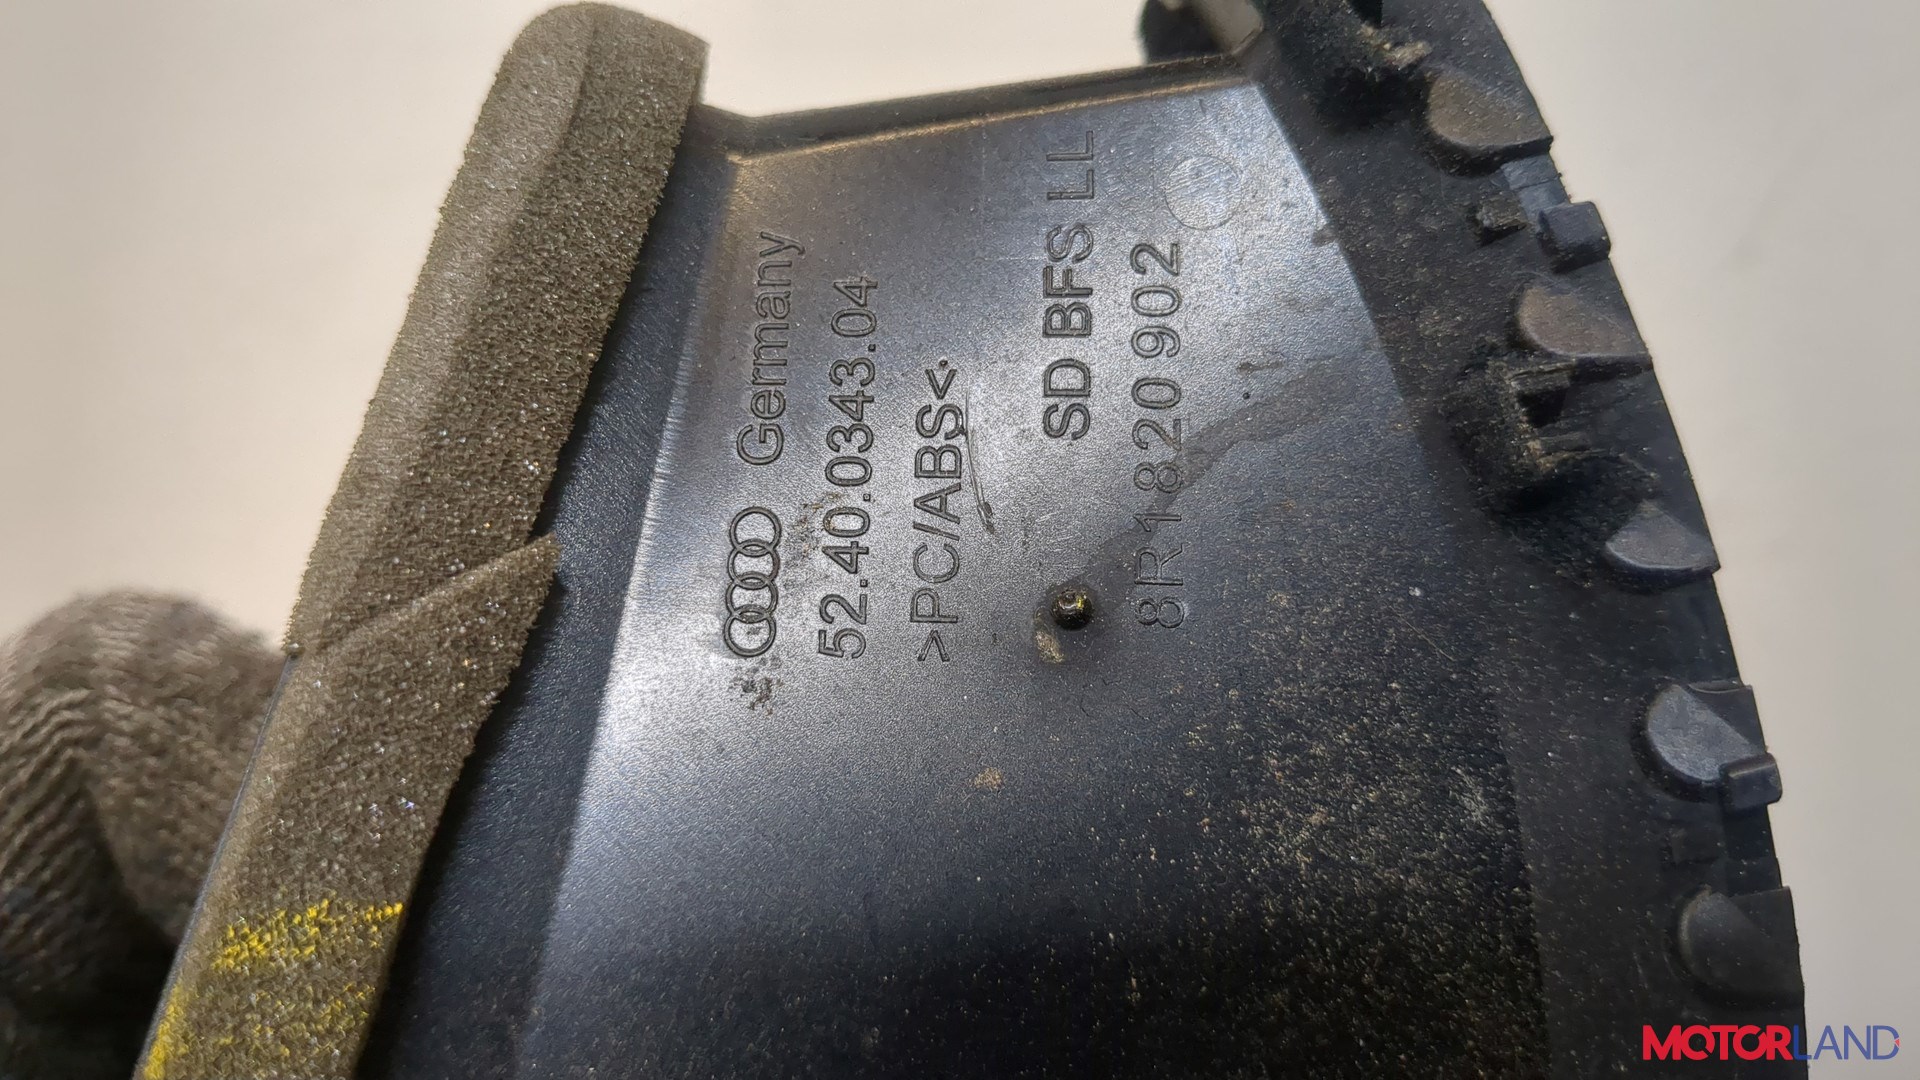 Germany
52.40.0343.04
>PC/ABS<
SD BFS LL
8R1 820 902
MOTORLAND